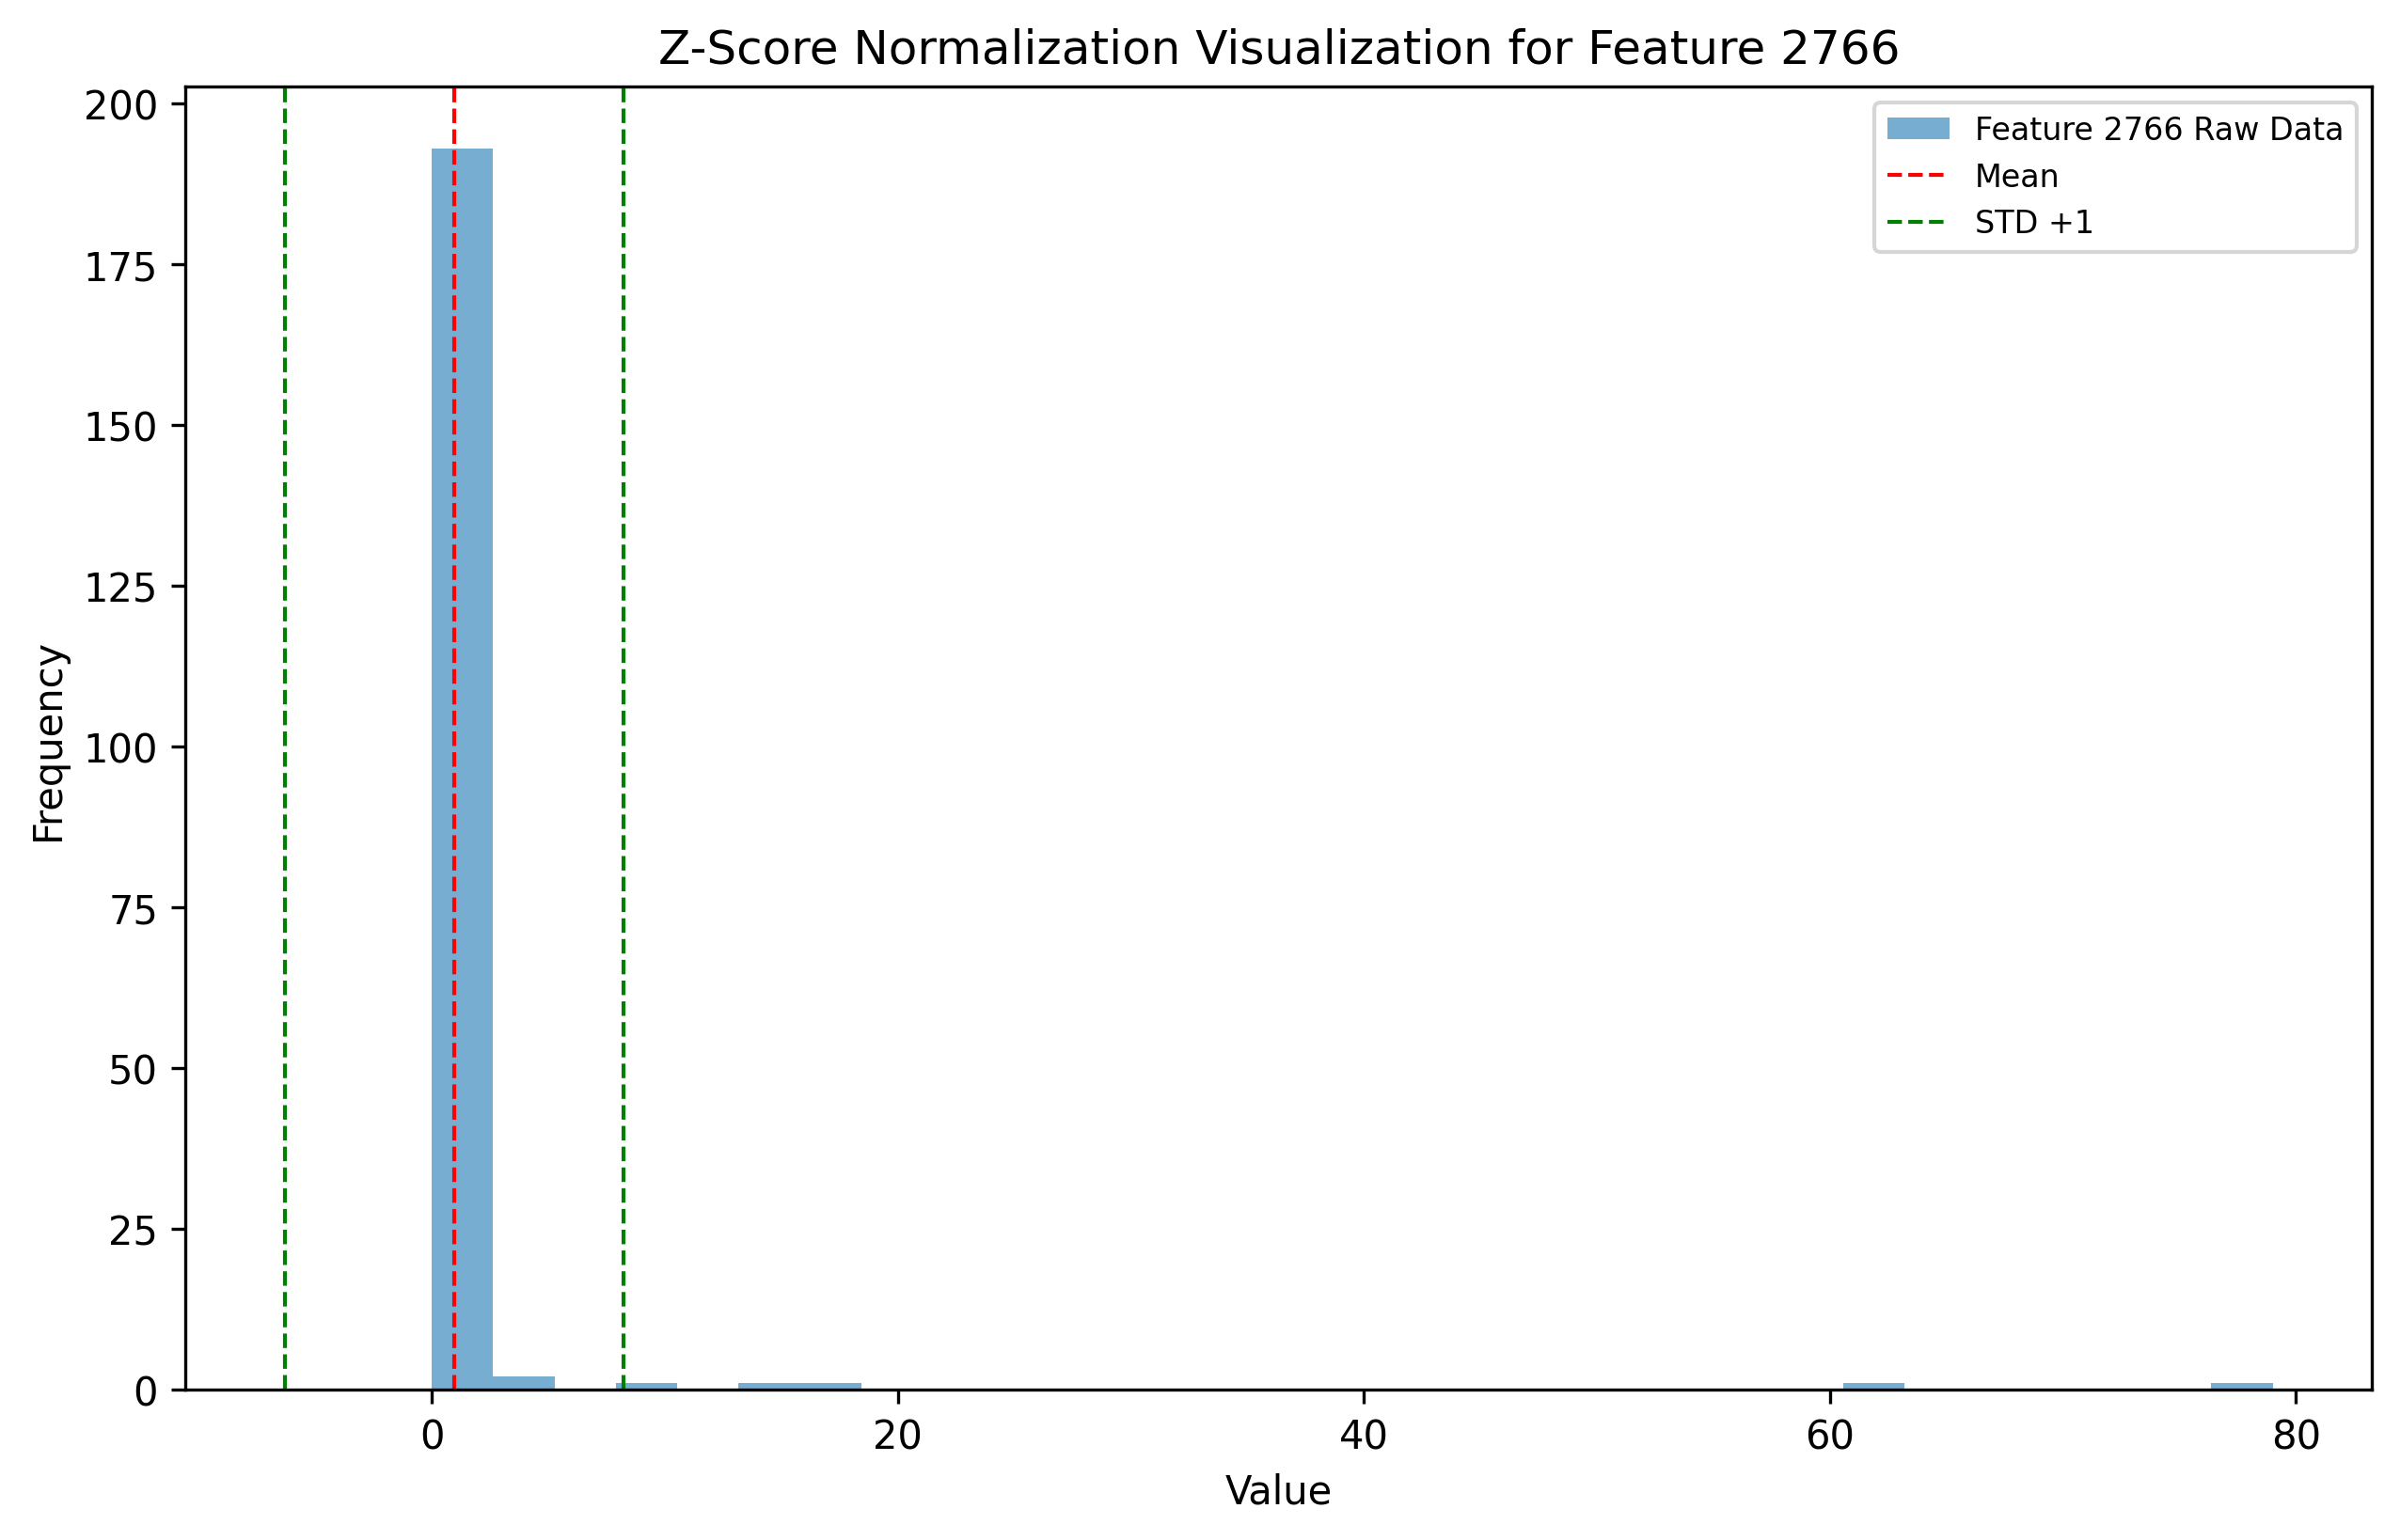 Z-Score Normalization Visualization for Feature 2766
Feature 2766 Raw Data
Mean
STD +1
200
175
150
125
100
75
50
25
0
Frequency
0 20 40 60 80
Value